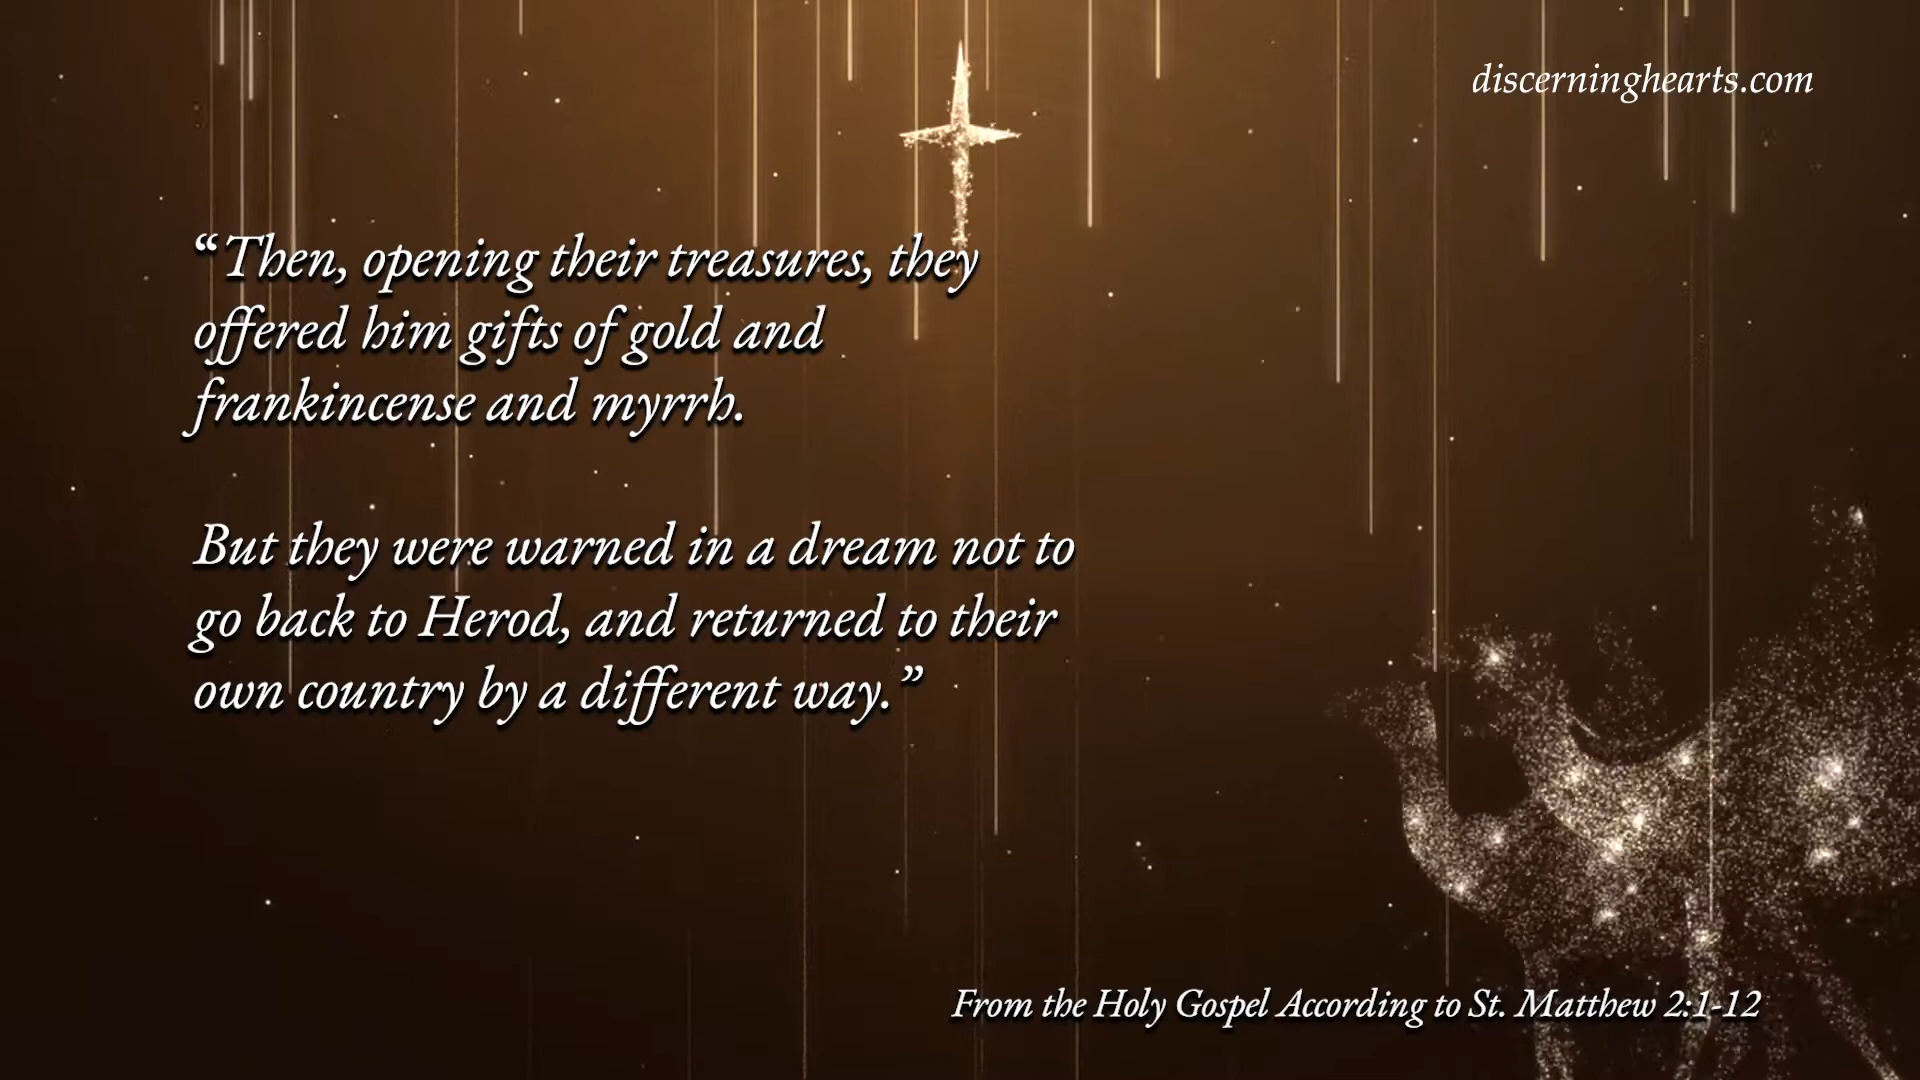 discerninghearts.com
“Then, opening their treasures, they
offered him gifts of gold and
frankincense and myrrh.
But they were warned in a dream not to
go back to Herod, and returned to their
own country by a different way.”
From the Holy Gospel According to St. Matthew 2:1-12